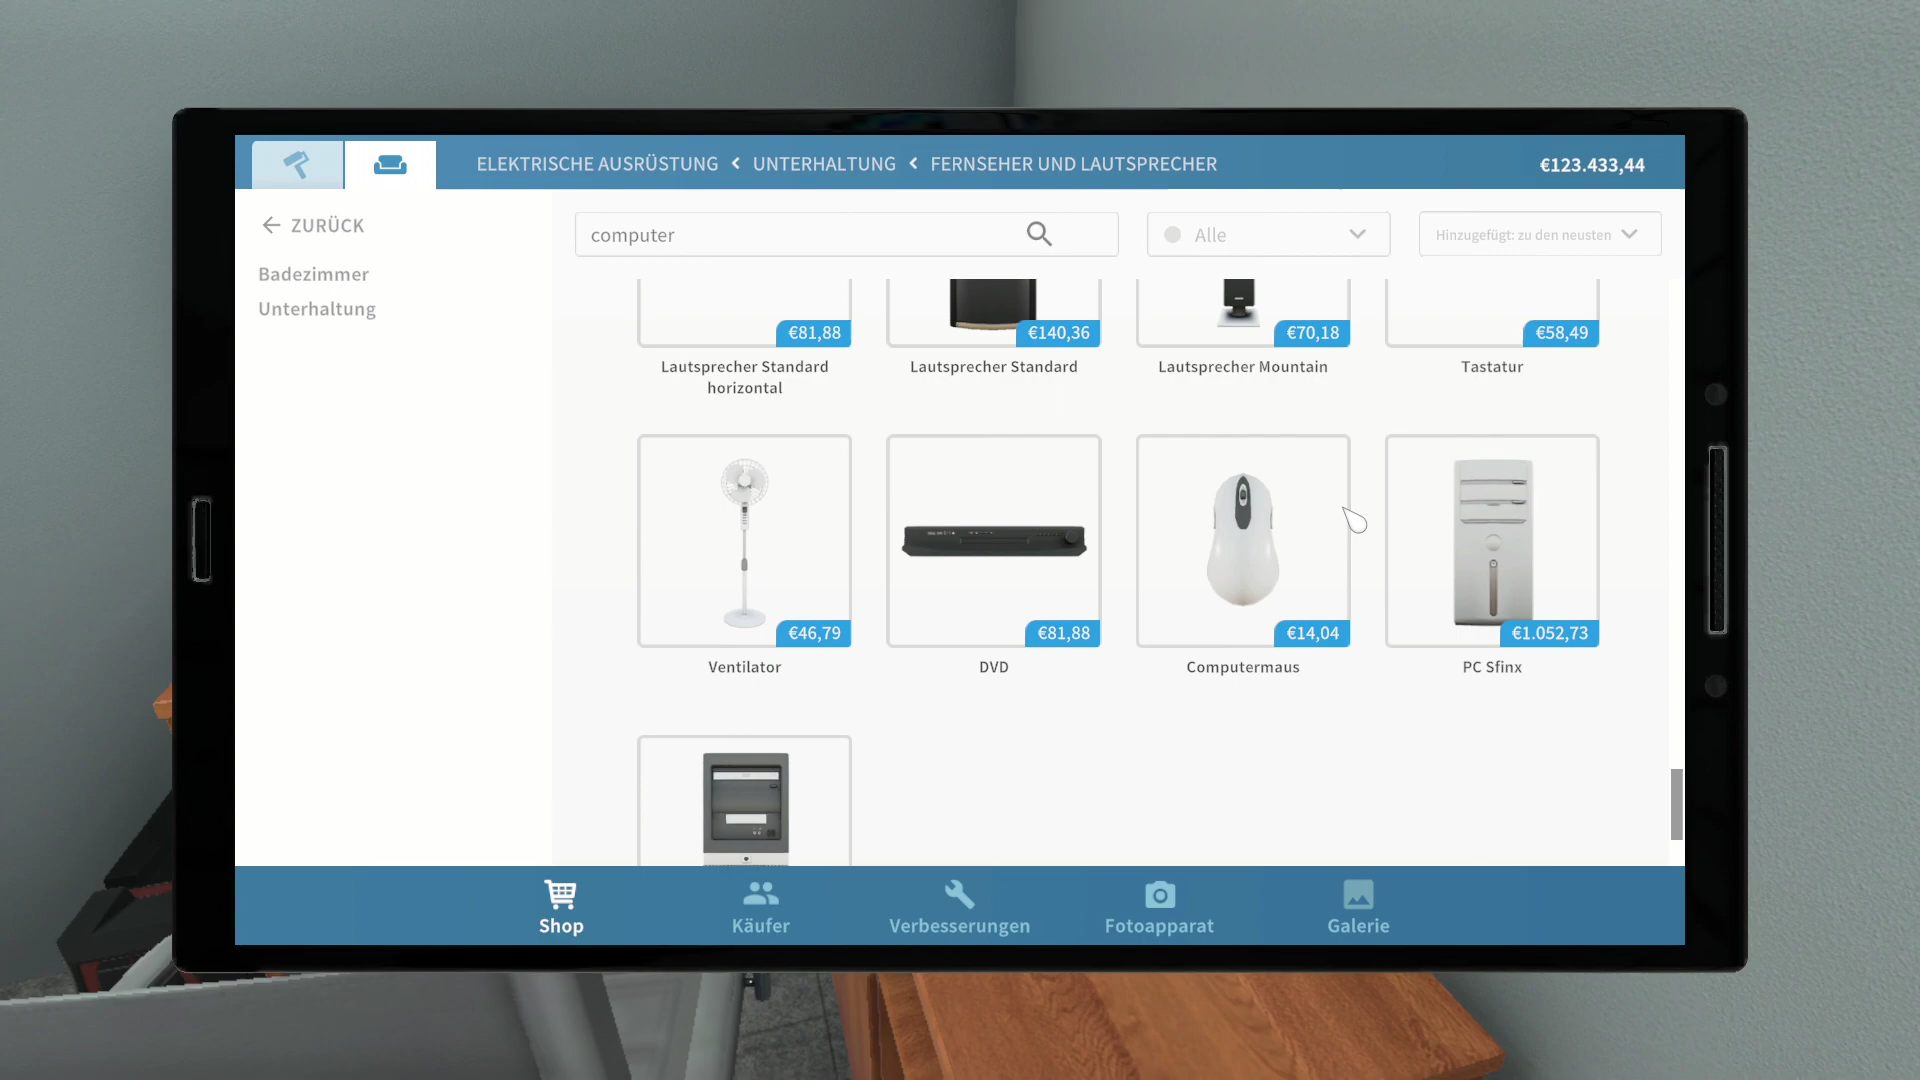 ELEKTRISCHE AUSRÜSTUNG < UNTERHALTUNG < FERNSEHER UND LAUTSPRECHER
€123.433,44
ZURÜCK
Badezimmer
Unterhaltung
computer
Alle
Hinzugefügt: zu den neusten
€81,88
€140,36
€70,18
€58,49
Lautsprecher Standard
horizontal
Lautsprecher Standard
Lautsprecher Mountain
Tastatur
€46,79
€81,88
€14,04
€1.052,73
Ventilator
DVD
Computermaus
PC Sfinx
Shop
Käufer
Verbesserungen
Fotoapparat
Galerie